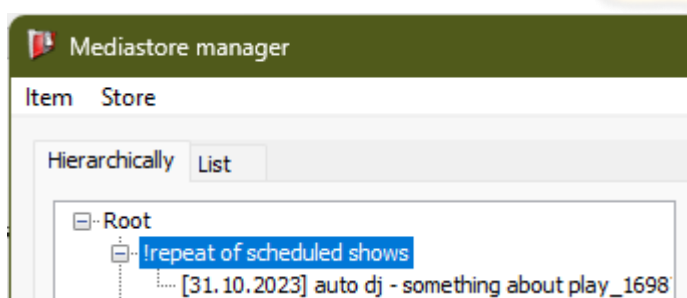 Mediastore manager
Item Store
Hierarchically List
Root
!repeat of scheduled shows
[31.10.2023] auto dj - something about play_1698